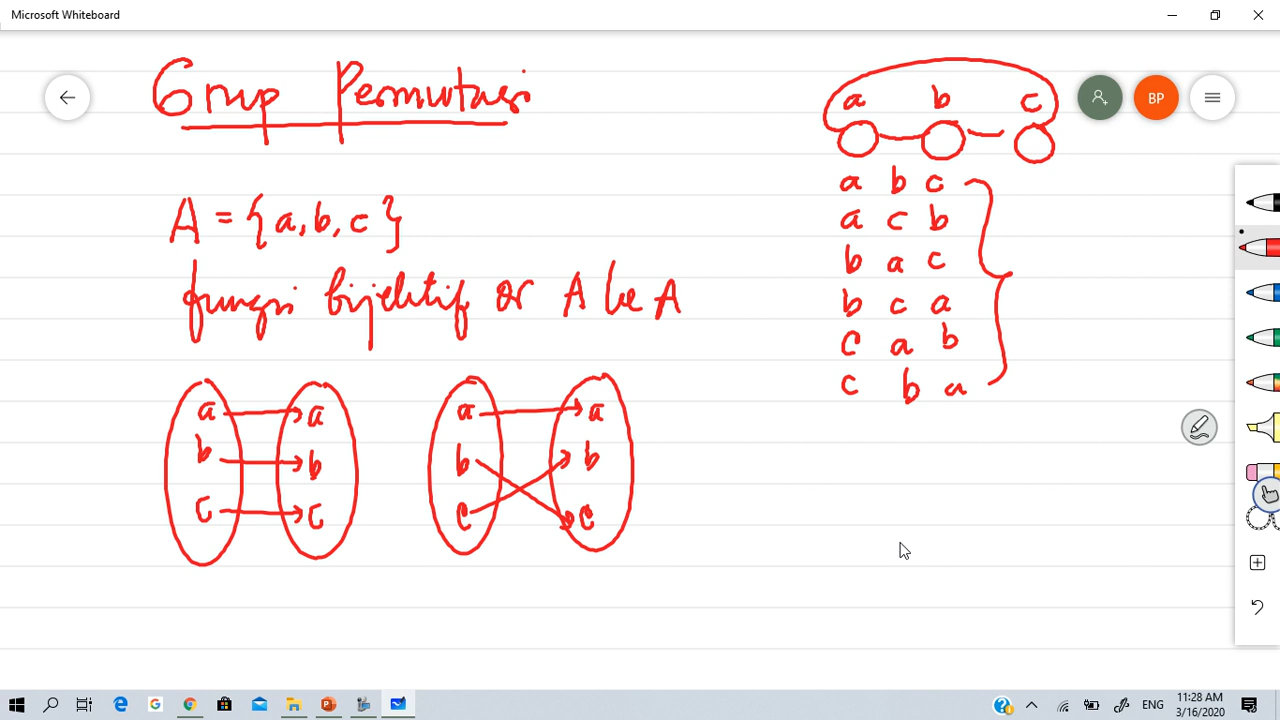 Microsoft Whiteboard
Grup Permutasi
A = {a, b, c}
fungsi bijektif dr A ke A
a a
b b
c c
a a
b b
c c
a b c
a b c
a c b
b a c
b c a
c a b
c b a
BP
ENG
11:28 AM
3/16/2020